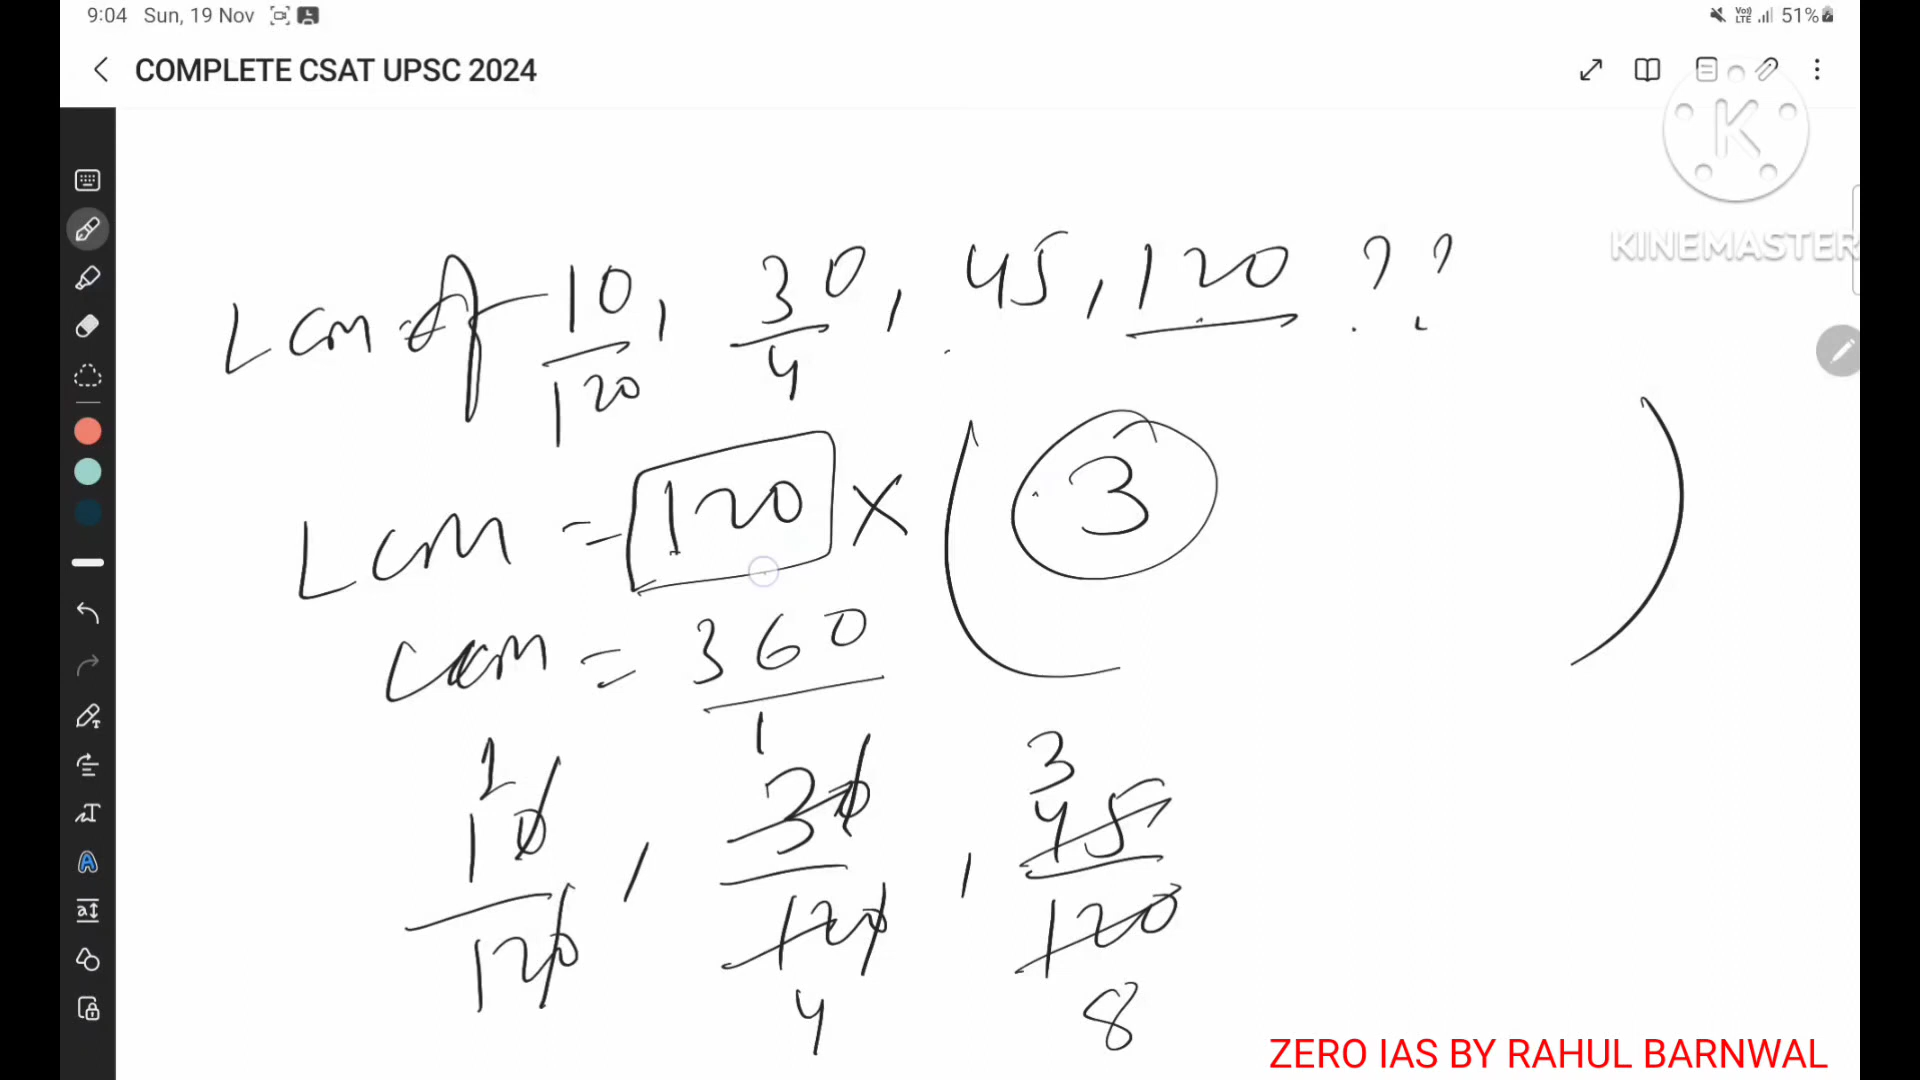 9:04 Sun, 19 Nov 51%
COMPLETE CSAT UPSC 2024
K
KINEMASTER
Lcm of 10, 30, 45, 120 ??
120 4
Lcm = 120 × ( 3 )
Lcm = 360
1
1 3
10, 30, 45
120 120 120
4 8
ZERO IAS BY RAHUL BARNWAL